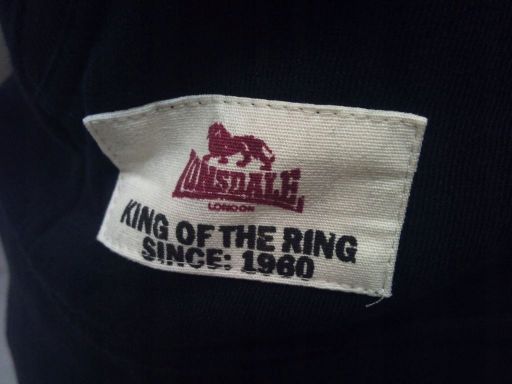 LONSDALE
LONDON
KING OF THE RING
SINCE: 1960